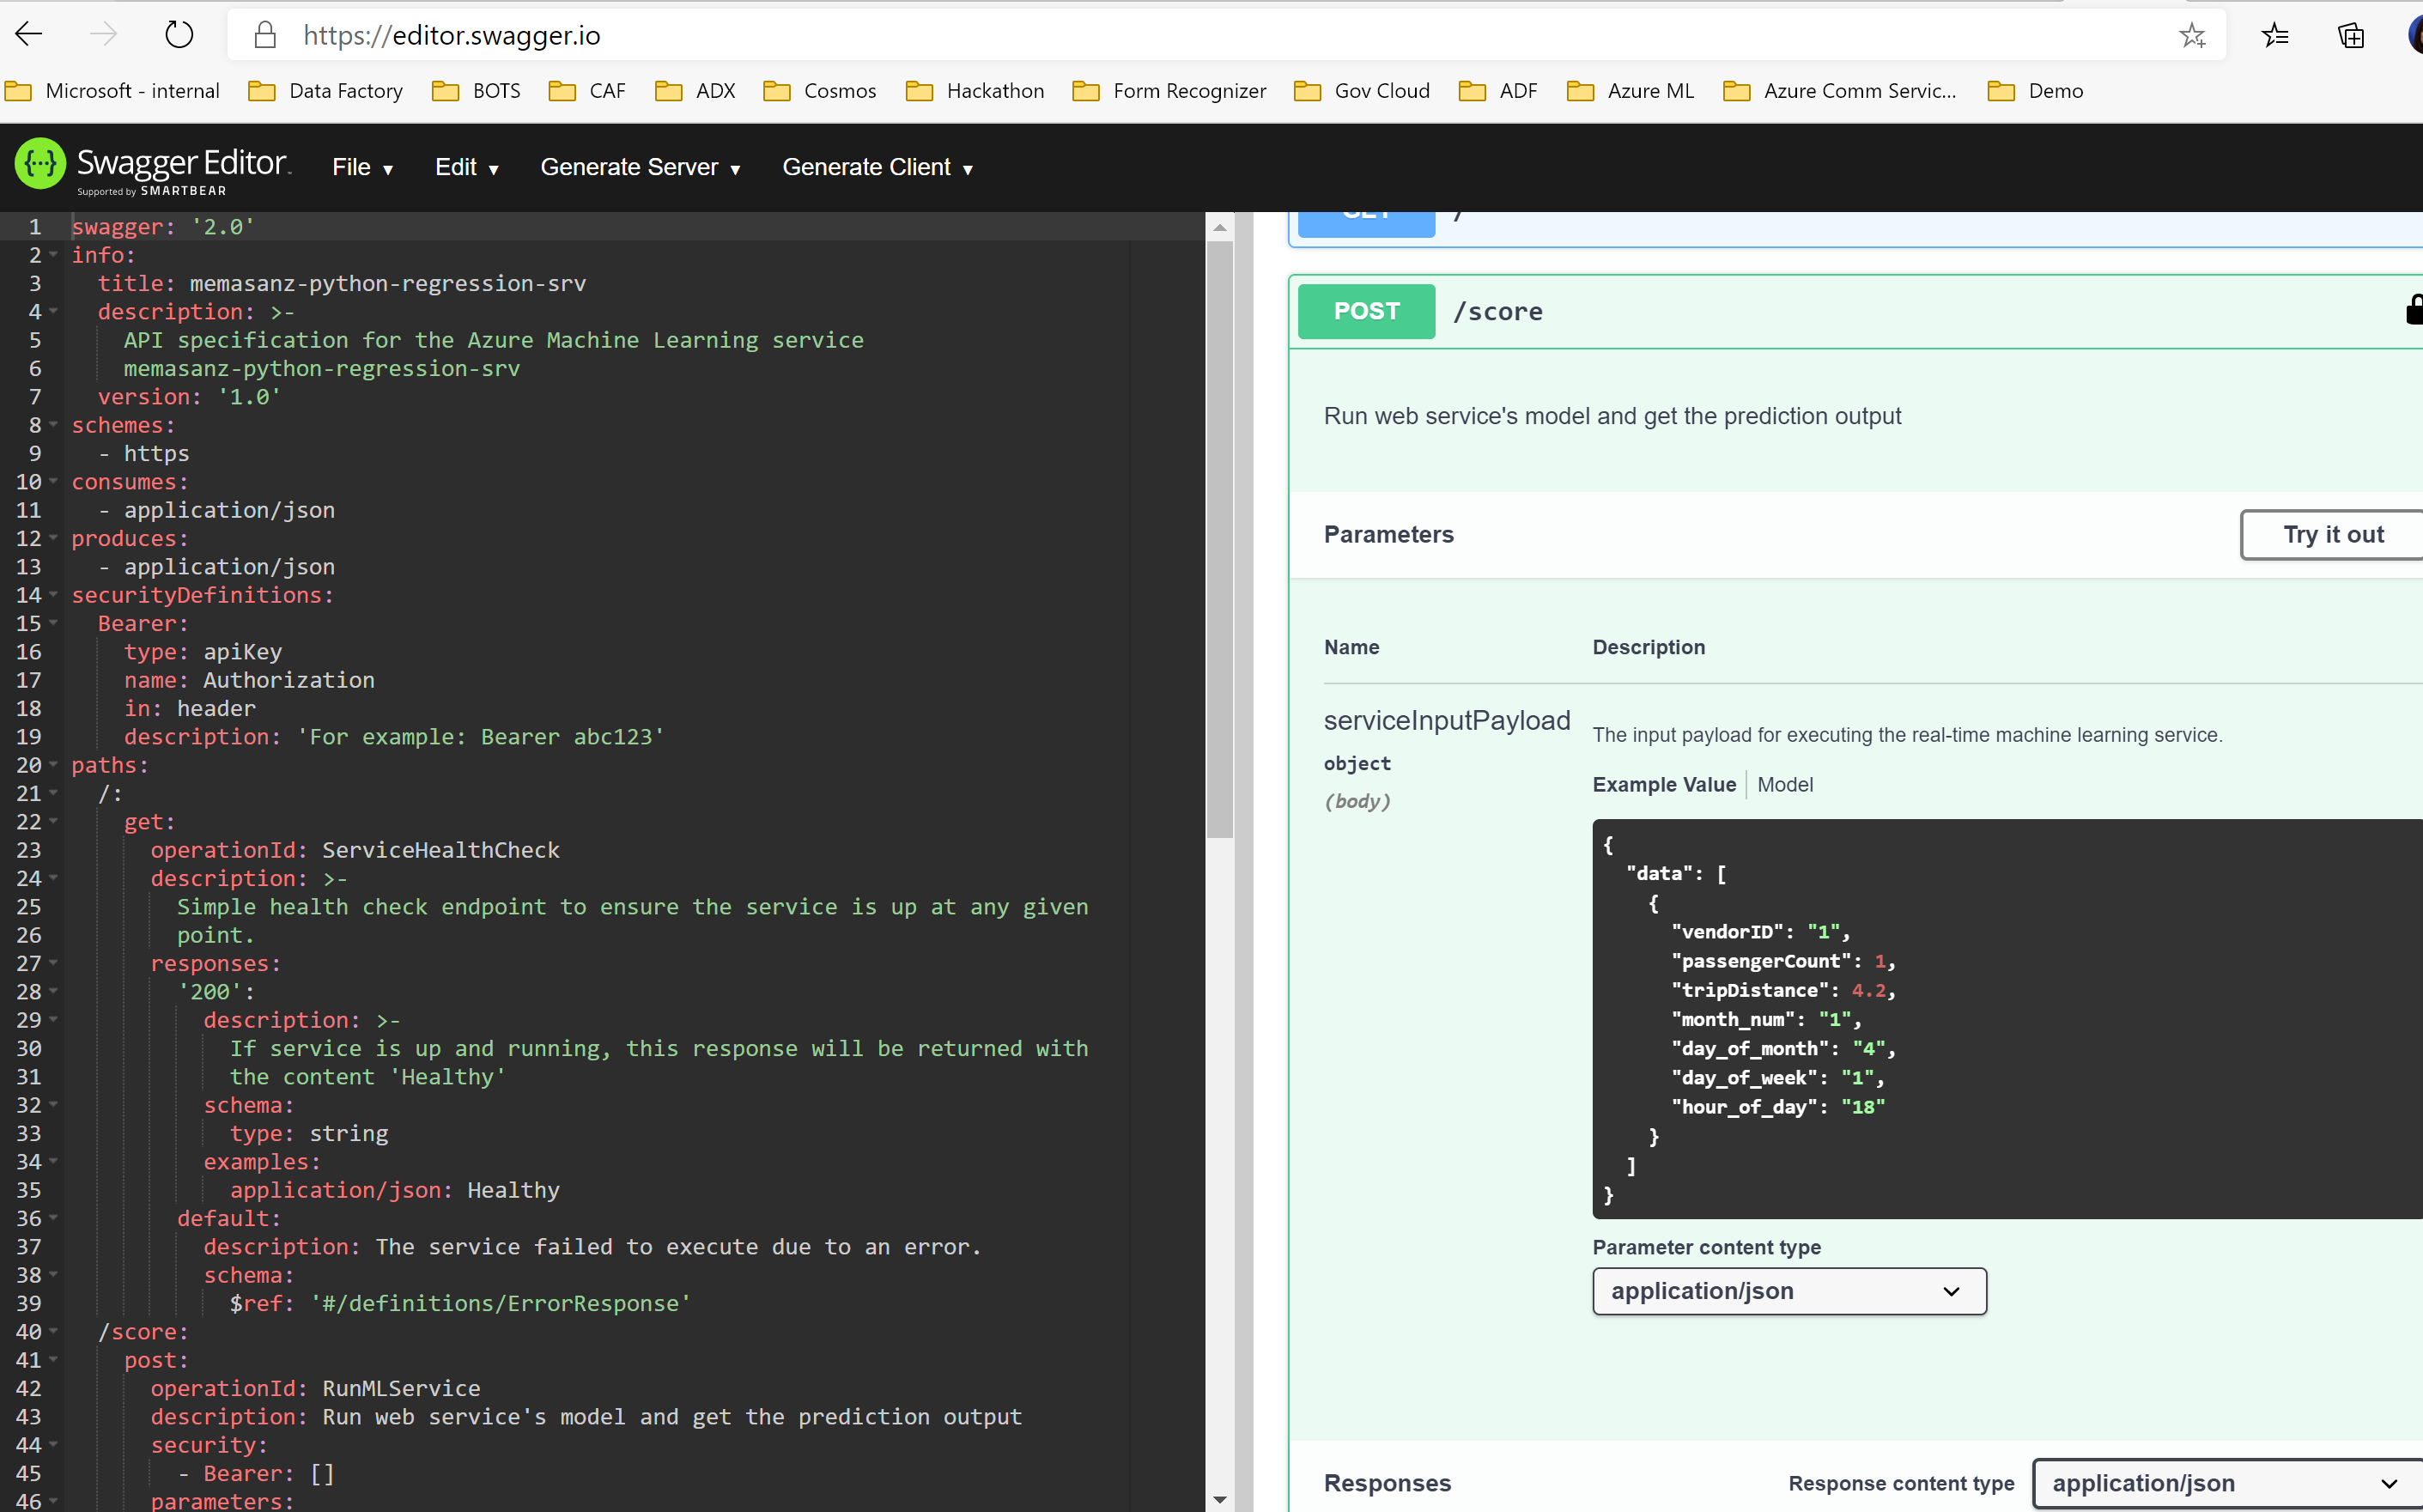 https://editor.swagger.io
Microsoft - internal Data Factory BOTS CAF ADX Cosmos Hackathon Form Recognizer Gov Cloud ADF Azure ML Azure Comm Servic... Demo
{...} Swagger Editor. File ▾ Edit ▾ Generate Server ▾ Generate Client ▾
Supported by SMARTBEAR
1 swagger: '2.0'
2 info:
3 title: memasanz-python-regression-srv
4 description: >-
5 API specification for the Azure Machine Learning service
6 memasanz-python-regression-srv
7 version: '1.0'
8 schemes:
9 - https
10 consumes:
11 - application/json
12 produces:
13 - application/json
14 securityDefinitions:
15 Bearer:
16 type: apiKey
17 name: Authorization
18 in: header
19 description: 'For example: Bearer abc123'
20 paths:
21 /:
22 get:
23 operationId: ServiceHealthCheck
24 description: >-
25 Simple health check endpoint to ensure the service is up at any given
26 point.
27 responses:
28 '200':
29 description: >-
30 If service is up and running, this response will be returned with
31 the content 'Healthy'
32 schema:
33 type: string
34 examples:
35 application/json: Healthy
36 default:
37 description: The service failed to execute due to an error.
38 schema:
39 $ref: '#/definitions/ErrorResponse'
40 /score:
41 post:
42 operationId: RunMLService
43 description: Run web service's model and get the prediction output
44 security:
45 - Bearer: []
46 parameters:
GET /
POST /score
Run web service's model and get the prediction output
Parameters Try it out
Name Description
serviceInputPayload The input payload for executing the real-time machine learning service.
object
(body)
Example Value Model
{
"data": [
{
"vendorID": "1",
"passengerCount": 1,
"tripDistance": 4.2,
"month_num": "1",
"day_of_month": "4",
"day_of_week": "1",
"hour_of_day": "18"
}
]
}
Parameter content type
application/json
Responses Response content type application/json